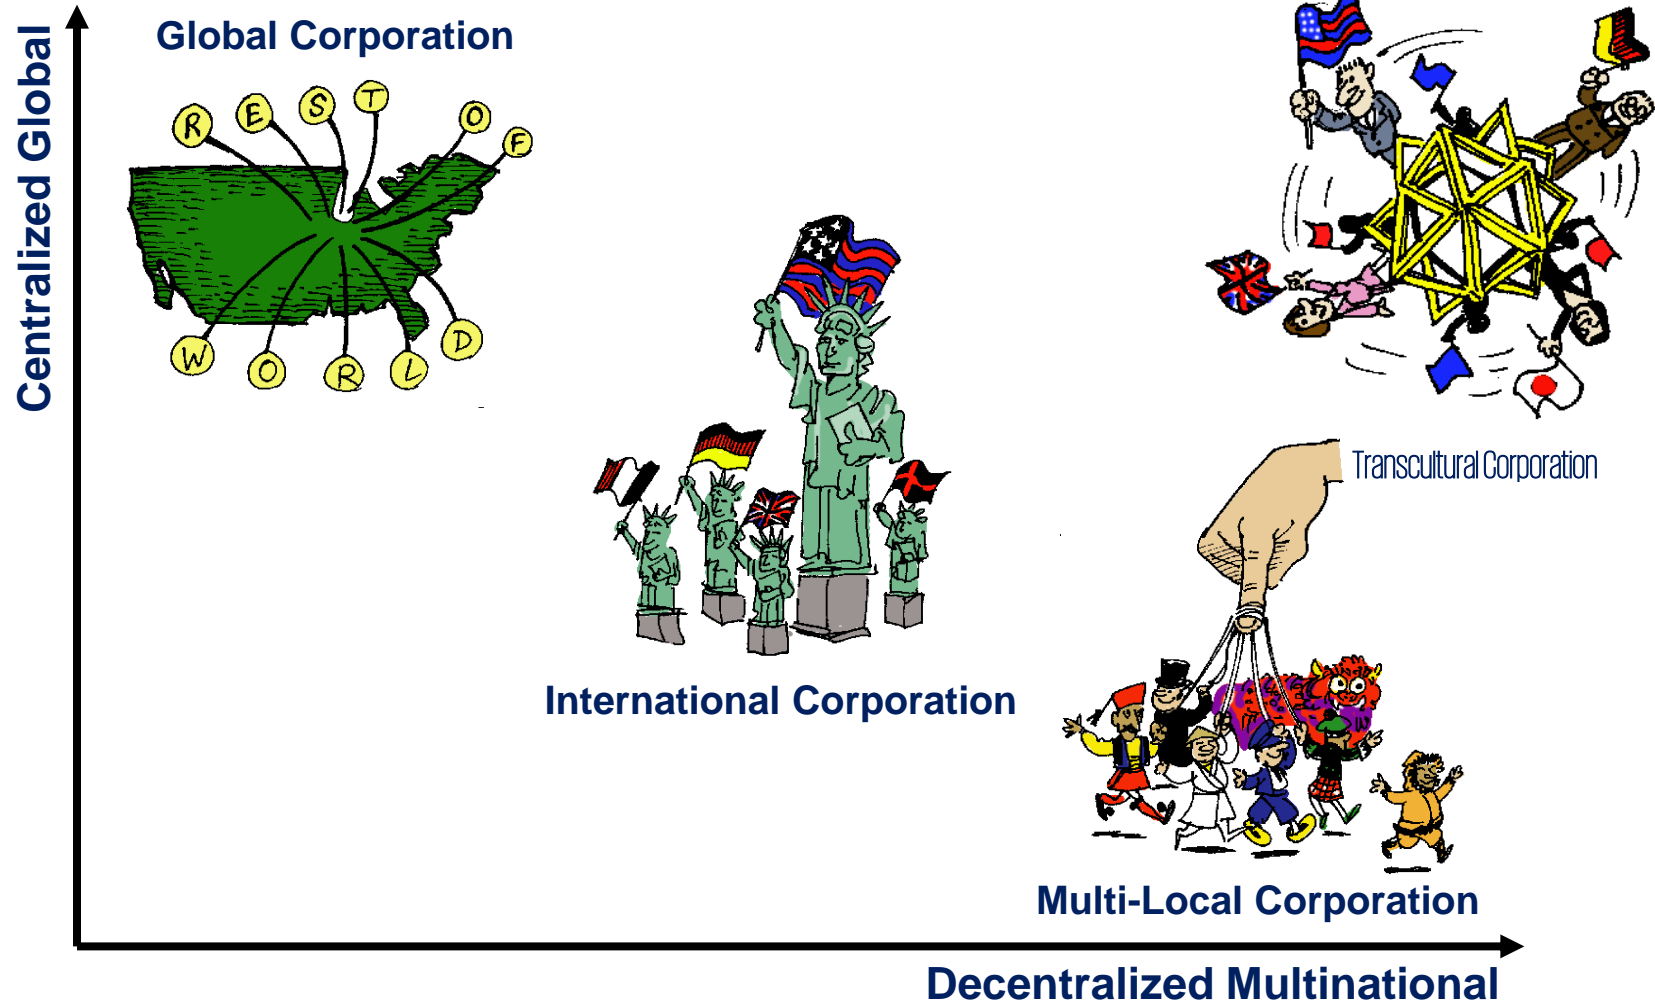 Centralized Global
Global Corporation
R E S T O F
W O R L D
Transcultural Corporation
International Corporation
Multi-Local Corporation
Decentralized Multinational